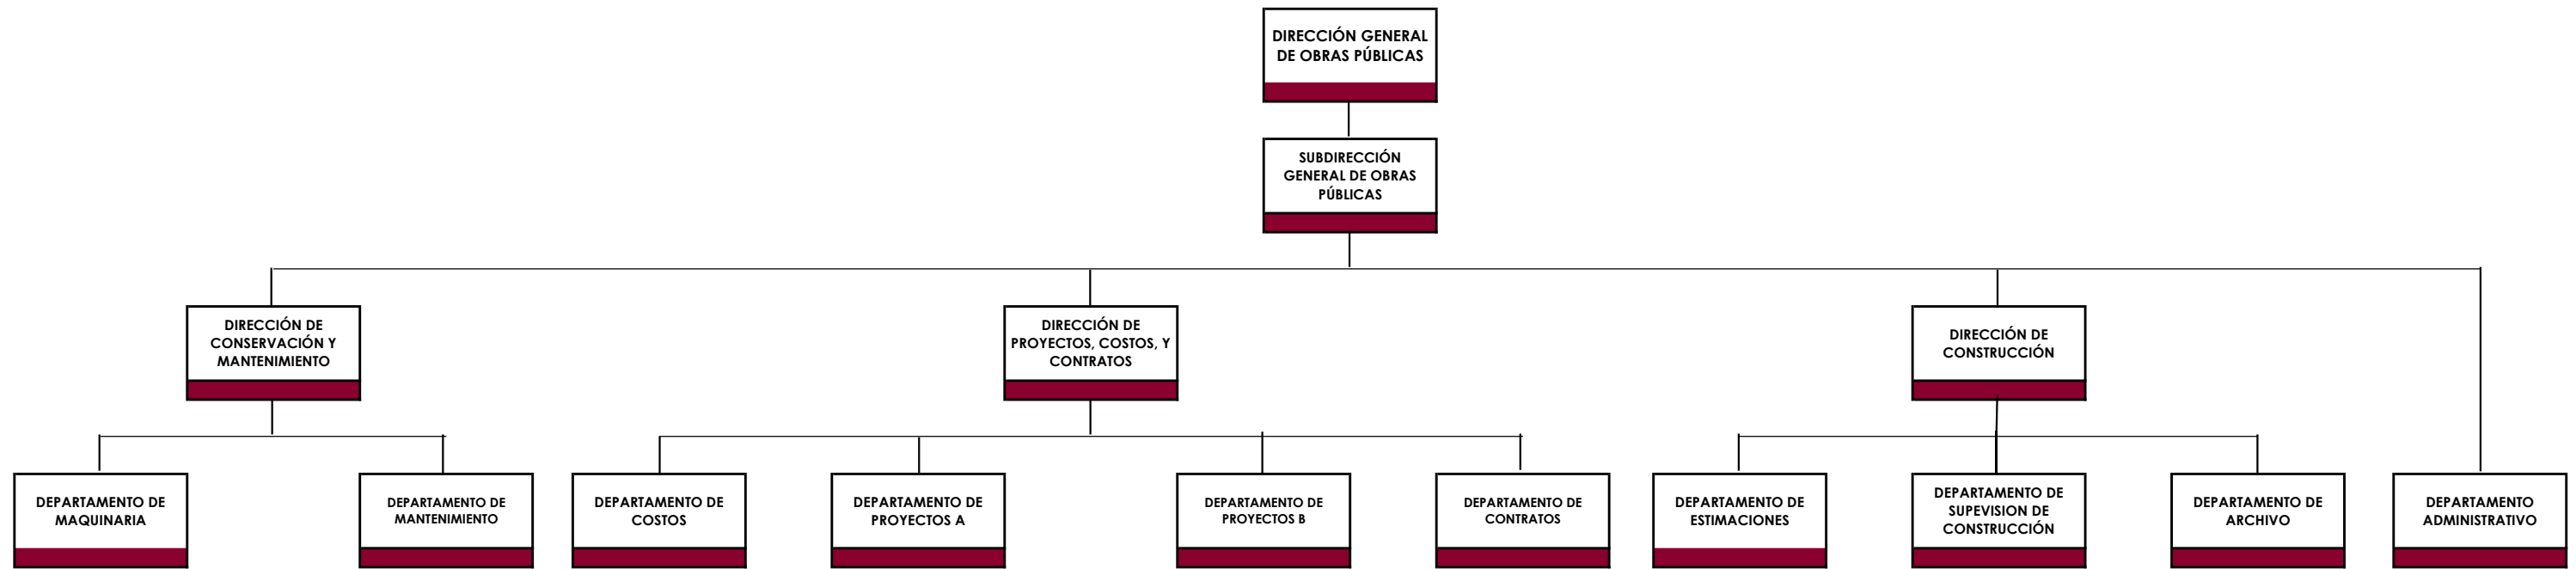 DIRECCIÓN GENERAL
DE OBRAS PÚBLICAS
SUBDIRECCIÓN
GENERAL DE OBRAS
PÚBLICAS
DIRECCIÓN DE
CONSERVACIÓN Y
MANTENIMIENTO
DIRECCIÓN DE
PROYECTOS, COSTOS, Y
CONTRATOS
DIRECCIÓN DE
CONSTRUCCIÓN
DEPARTAMENTO DE
MAQUINARIA
DEPARTAMENTO DE
MANTENIMIENTO
DEPARTAMENTO DE
COSTOS
DEPARTAMENTO DE
PROYECTOS A
DEPARTAMENTO DE
PROYECTOS B
DEPARTAMENTO DE
CONTRATOS
DEPARTAMENTO DE
ESTIMACIONES
DEPARTAMENTO DE
SUPEVISION DE
CONSTRUCCIÓN
DEPARTAMENTO DE
ARCHIVO
DEPARTAMENTO
ADMINISTRATIVO